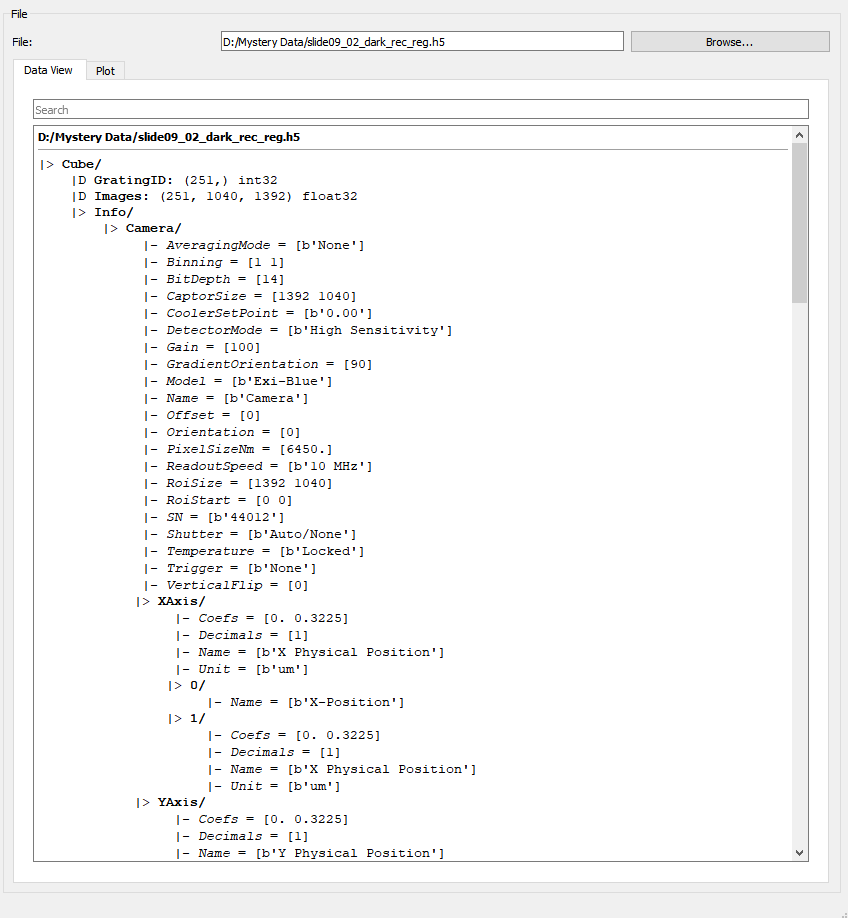 File
File:
D:/Mystery Data/slide09_02_dark_rec_reg.h5
Browse...
Data View
Plot
Search
D:/Mystery Data/slide09_02_dark_rec_reg.h5
|> Cube/
|D GratingID: (251,) int32
|D Images: (251, 1040, 1392) float32
|> Info/
|> Camera/
|- AveragingMode = [b'None']
|- Binning = [1 1]
|- BitDepth = [14]
|- CaptorSize = [1392 1040]
|- CoolerSetPoint = [b'0.00']
|- DetectorMode = [b'High Sensitivity']
|- Gain = [100]
|- GradientOrientation = [90]
|- Model = [b'Exi-Blue']
|- Name = [b'Camera']
|- Offset = [0]
|- Orientation = [0]
|- PixelSizeNm = [6450.]
|- ReadoutSpeed = [b'10 MHz']
|- RoiSize = [1392 1040]
|- RoiStart = [0 0]
|- SN = [b'44012']
|- Shutter = [b'Auto/None']
|- Temperature = [b'Locked']
|- Trigger = [b'None']
|- VerticalFlip = [0]
|> XAxis/
|- Coefs = [0. 0.3225]
|- Decimals = [1]
|- Name = [b'X Physical Position']
|- Unit = [b'um']
|> 0/
|- Name = [b'X-Position']
|> 1/
|- Coefs = [0. 0.3225]
|- Decimals = [1]
|- Name = [b'X Physical Position']
|- Unit = [b'um']
|> YAxis/
|- Coefs = [0. 0.3225]
|- Decimals = [1]
|- Name = [b'Y Physical Position']